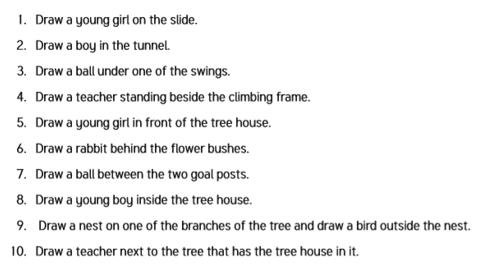 1. Draw a young girl on the slide.
2. Draw a boy in the tunnel.
3. Draw a ball under one of the swings.
4. Draw a teacher standing beside the climbing frame.
5. Draw a young girl in front of the tree house.
6. Draw a rabbit behind the flower bushes.
7. Draw a ball between the two goal posts.
8. Draw a young boy inside the tree house.
9. Draw a nest on one of the branches of the tree and draw a bird outside the nest.
10. Draw a teacher next to the tree that has the tree house in it.